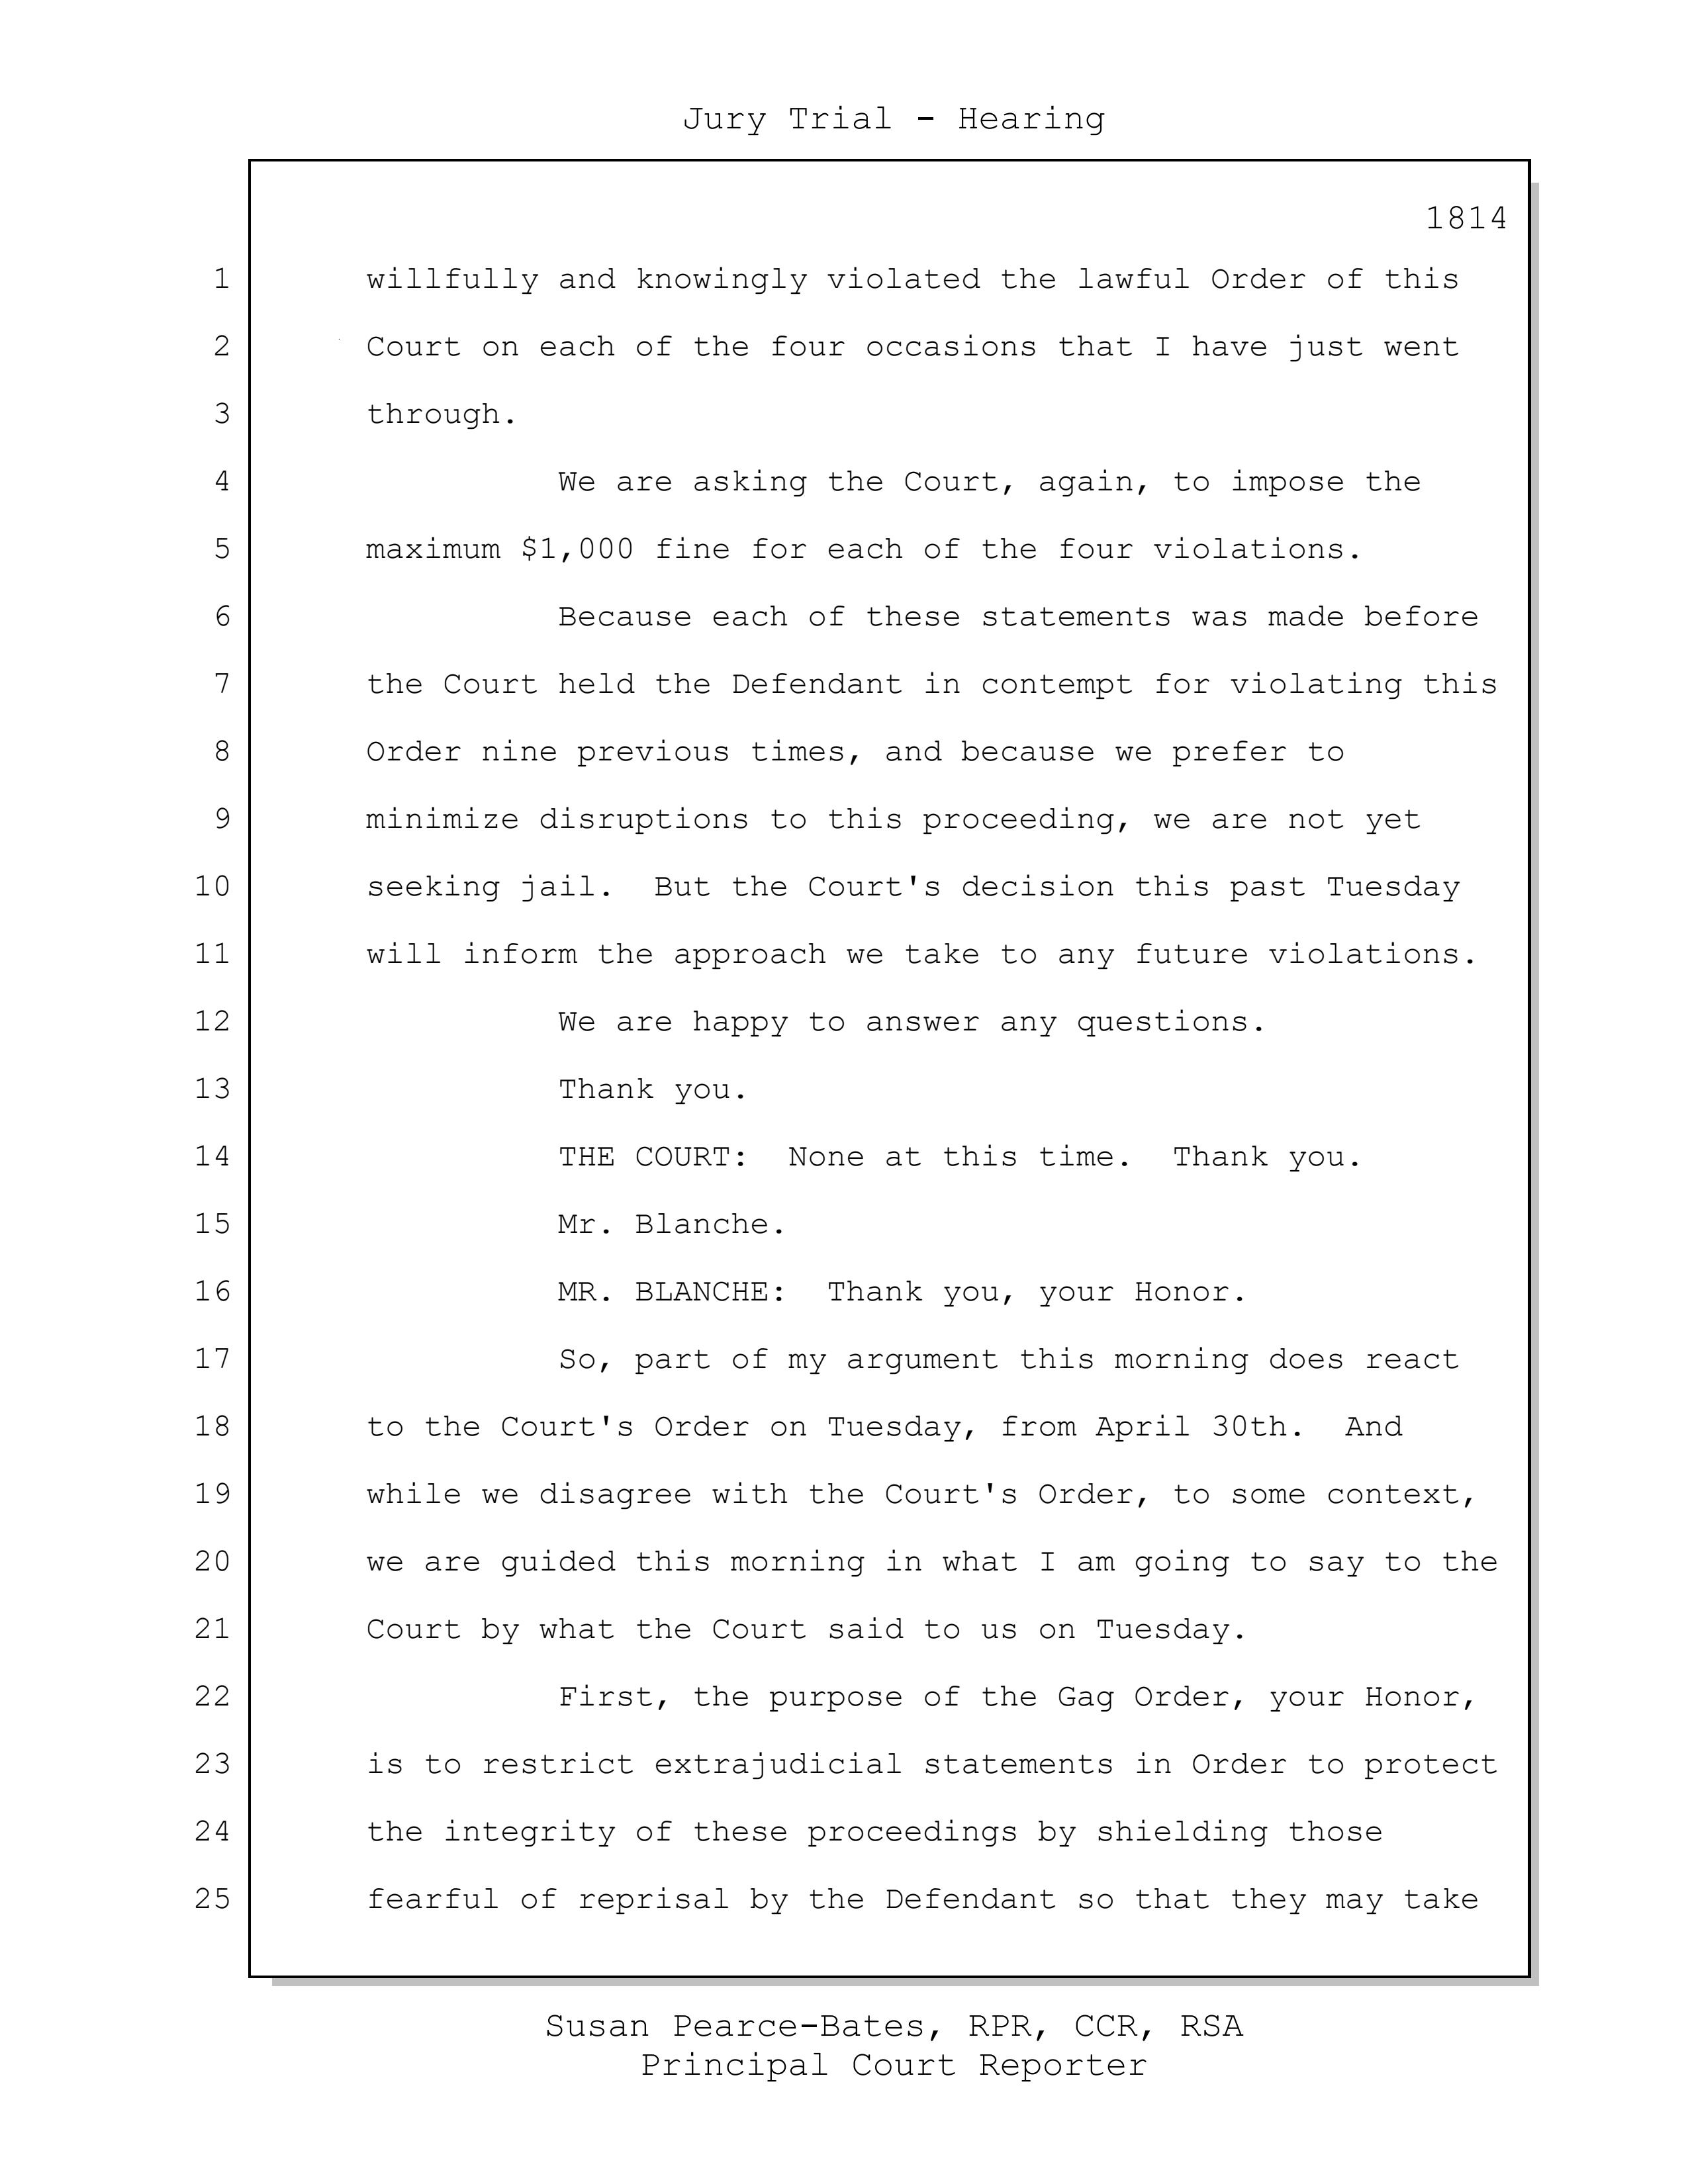 Jury Trial - Hearing
1814
1 willfully and knowingly violated the lawful Order of this
2 Court on each of the four occasions that I have just went
3 through.
4 We are asking the Court, again, to impose the
5 maximum $1,000 fine for each of the four violations.
6 Because each of these statements was made before
7 the Court held the Defendant in contempt for violating this
8 Order nine previous times, and because we prefer to
9 minimize disruptions to this proceeding, we are not yet
10 seeking jail.  But the Court's decision this past Tuesday
11 will inform the approach we take to any future violations.
12 We are happy to answer any questions.
13 Thank you.
14 THE COURT:  None at this time.  Thank you.
15 Mr. Blanche.
16 MR. BLANCHE:  Thank you, your Honor.
17 So, part of my argument this morning does react
18 to the Court's Order on Tuesday, from April 30th.  And
19 while we disagree with the Court's Order, to some context,
20 we are guided this morning in what I am going to say to the
21 Court by what the Court said to us on Tuesday.
22 First, the purpose of the Gag Order, your Honor,
23 is to restrict extrajudicial statements in Order to protect
24 the integrity of these proceedings by shielding those
25 fearful of reprisal by the Defendant so that they may take
Susan Pearce-Bates, RPR, CCR, RSA
Principal Court Reporter